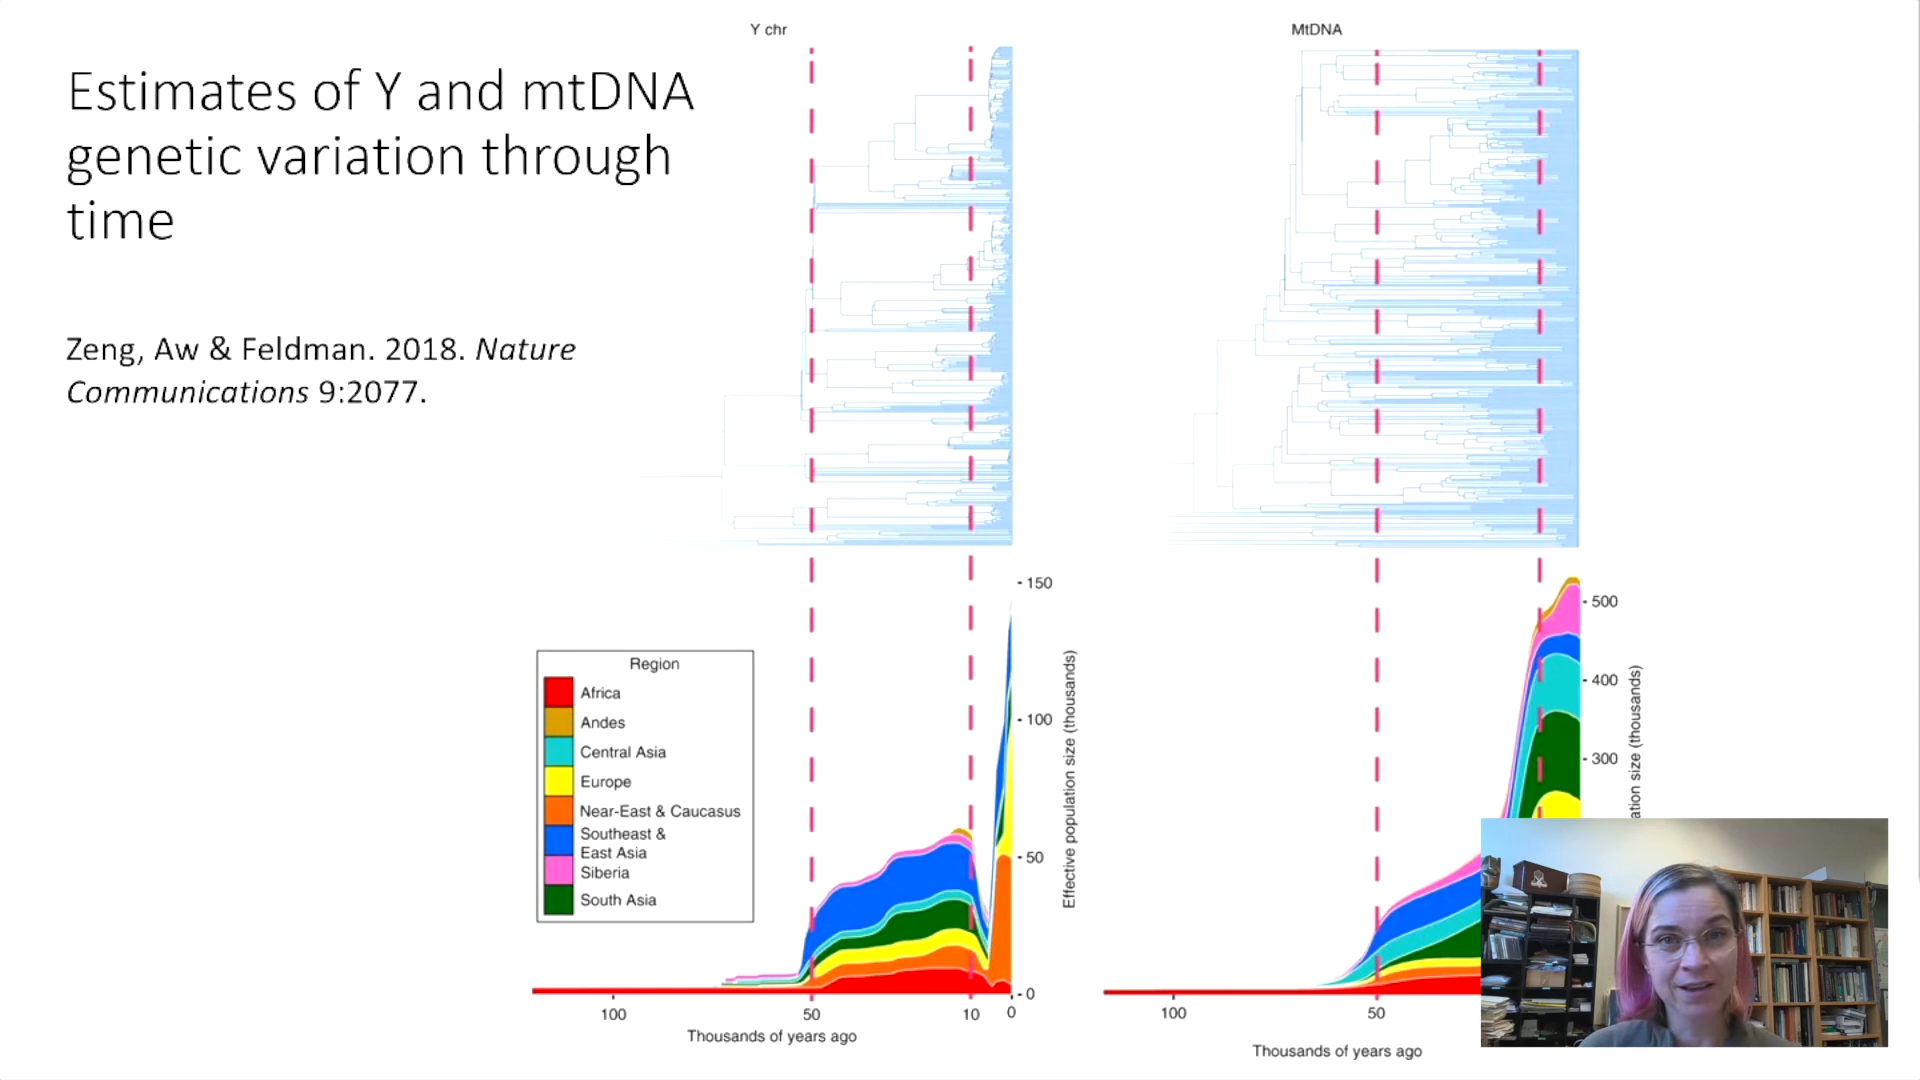 Estimates of Y and mtDNA
genetic variation through
time
Zeng, Aw & Feldman. 2018. Nature
Communications 9:2077.
Y chr
MtDNA
Region
Africa
Andes
Central Asia
Europe
Near-East & Caucasus
Southeast &
East Asia
Siberia
South Asia
150
100
50
0
Effective population size (thousands)
100
50
10
0
Thousands of years ago
500
400
300
size (thousands)
100
50
Thousands of years ago